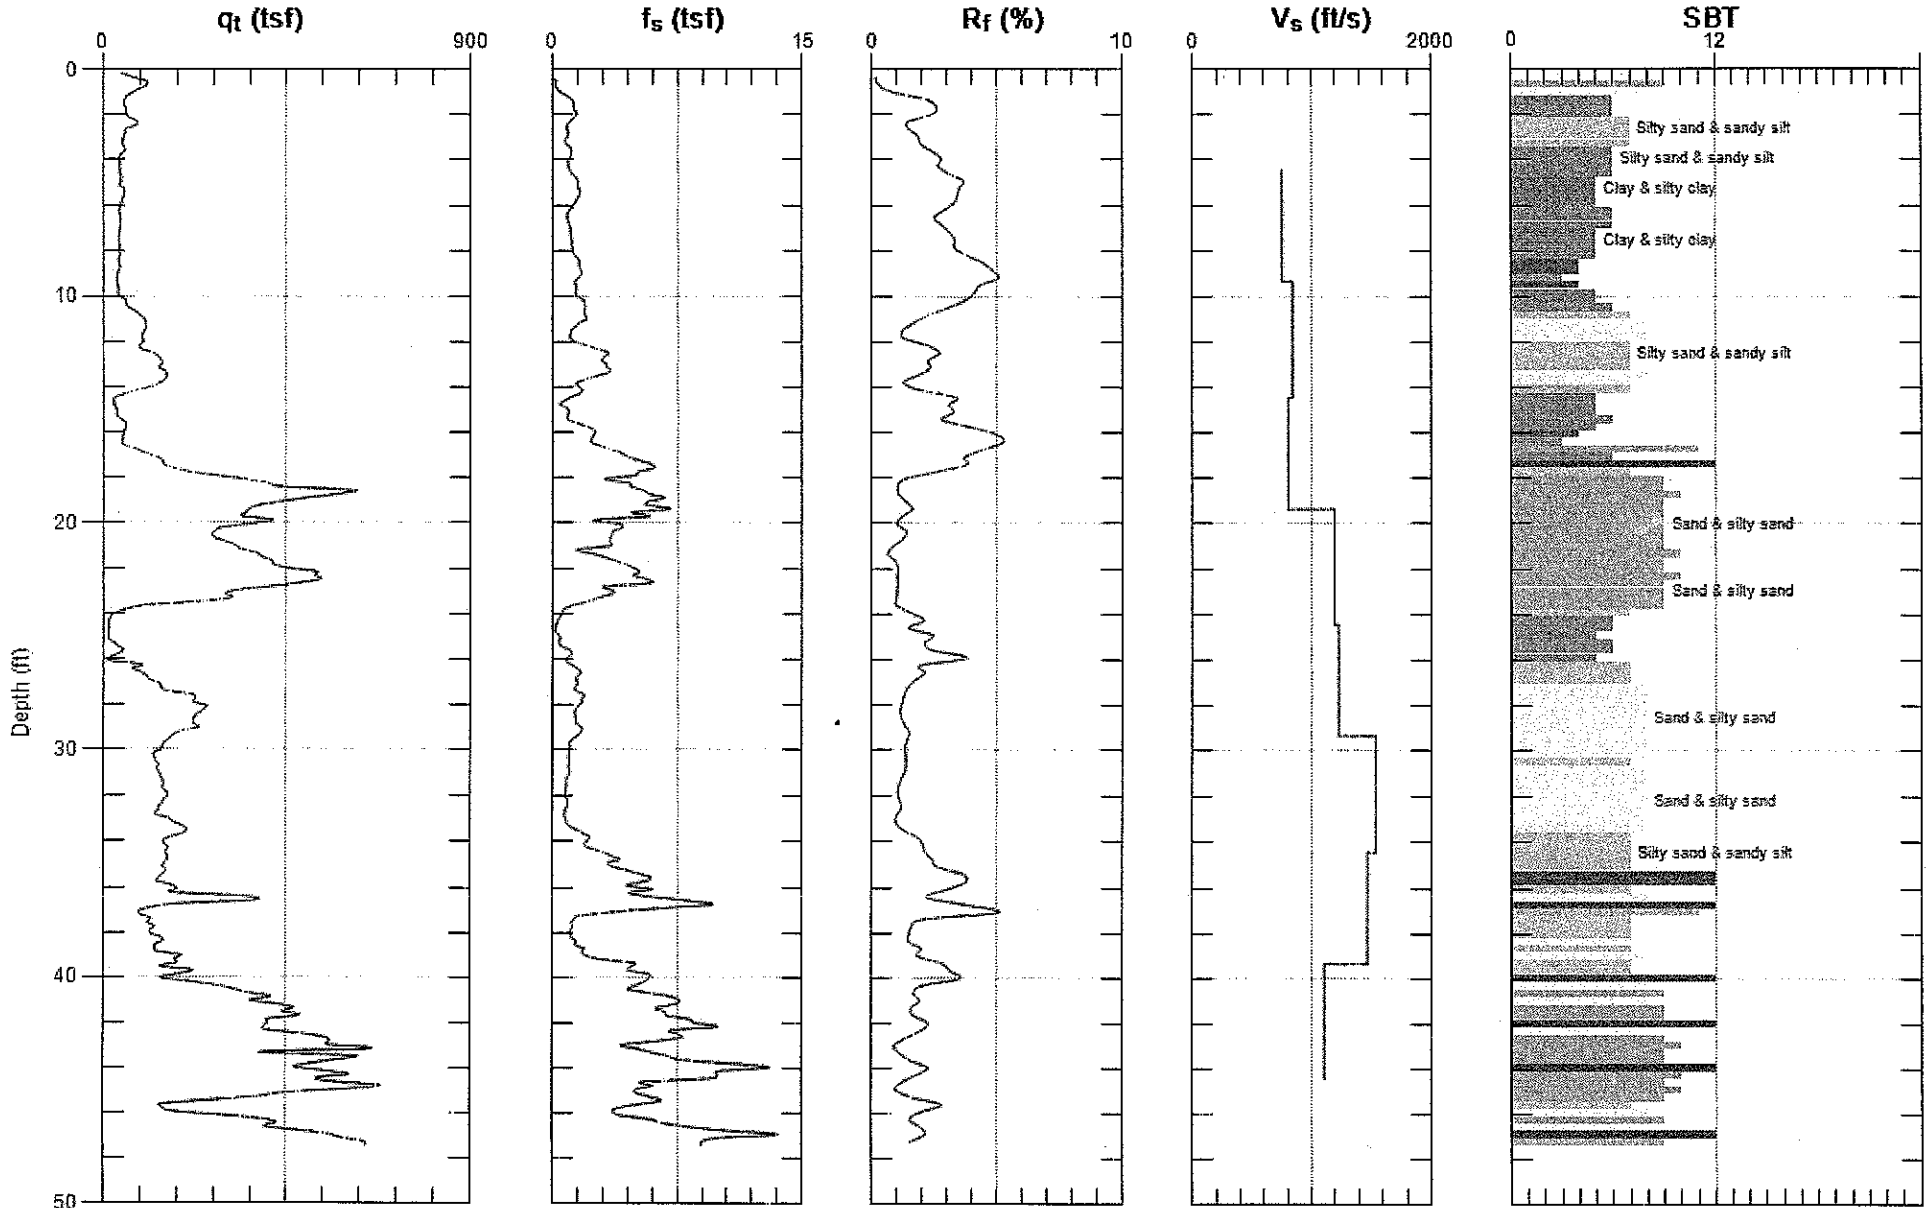 qt (tsf)
fs (tsf)
Rf (%)
Vs (ft/s)
SBT
0 900
0 15
0 10
0 2000
0 12
0
10
20
30
40
50
Depth (ft)
Silty sand & sandy silt
Silty sand & sandy silt
Clay & silty clay
Clay & silty clay
Silty sand & sandy silt
Sand & silty sand
Sand & silty sand
Sand & silty sand
Sand & silty sand
Silty sand & sandy silt